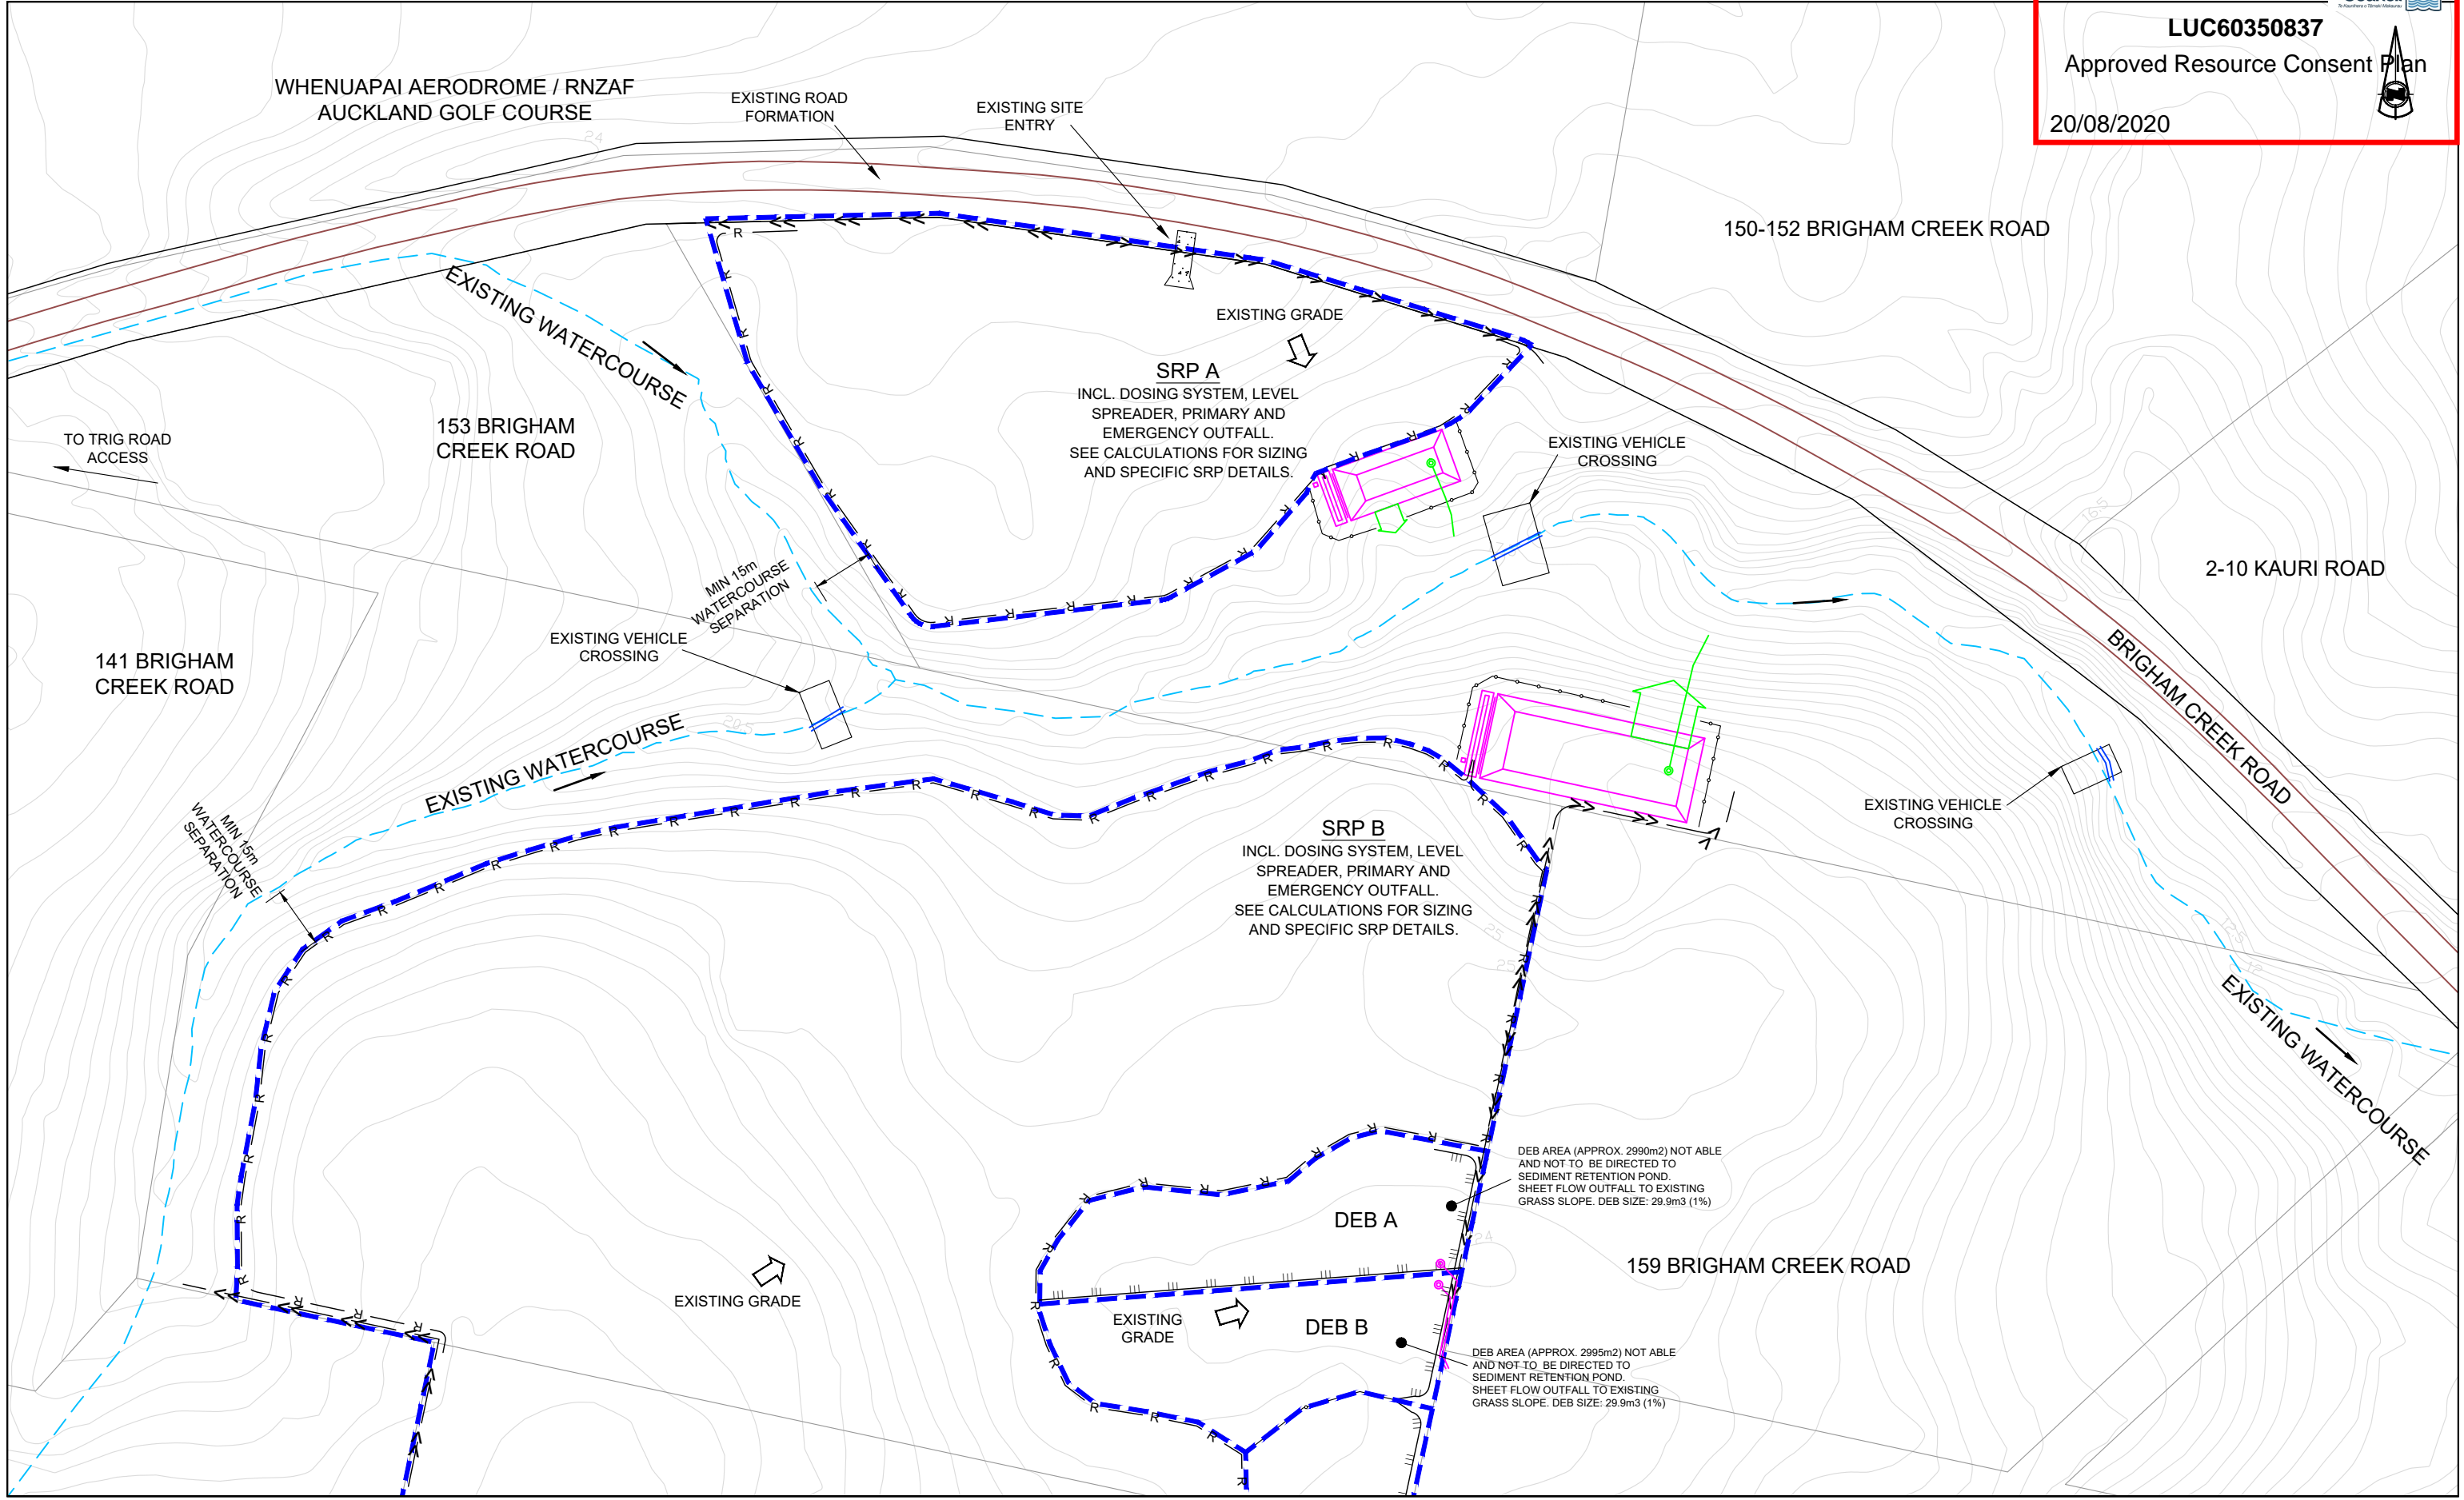 LUC60350837
Approved Resource Consent Plan
20/08/2020
WHENUAPAI AERODROME / RNZAF
AUCKLAND GOLF COURSE
EXISTING ROAD
FORMATION
EXISTING SITE
ENTRY
24
150-152 BRIGHAM CREEK ROAD
R
EXISTING WATERCOURSE
EXISTING GRADE
SRP A
INCL. DOSING SYSTEM, LEVEL
SPREADER, PRIMARY AND
EMERGENCY OUTFALL.
SEE CALCULATIONS FOR SIZING
AND SPECIFIC SRP DETAILS.
153 BRIGHAM
CREEK ROAD
TO TRIG ROAD
ACCESS
EXISTING VEHICLE
CROSSING
MIN 15m
WATERCOURSE
SEPARATION
2-10 KAURI ROAD
EXISTING VEHICLE
CROSSING
141 BRIGHAM
CREEK ROAD
20.5
BRIGHAM CREEK ROAD
EXISTING WATERCOURSE
MIN 15m
WATERCOURSE
SEPARATION
EXISTING VEHICLE
CROSSING
SRP B
INCL. DOSING SYSTEM, LEVEL
SPREADER, PRIMARY AND
EMERGENCY OUTFALL.
SEE CALCULATIONS FOR SIZING
AND SPECIFIC SRP DETAILS.
25
EXISTING WATERCOURSE
DEB AREA (APPROX. 2990m2) NOT ABLE
AND NOT TO BE DIRECTED TO
SEDIMENT RETENTION POND.
SHEET FLOW OUTFALL TO EXISTING
GRASS SLOPE. DEB SIZE: 29.9m3 (1%)
DEB A
24
159 BRIGHAM CREEK ROAD
EXISTING GRADE
EXISTING
GRADE
DEB B
DEB AREA (APPROX. 2995m2) NOT ABLE
AND NOT TO BE DIRECTED TO
SEDIMENT RETENTION POND.
SHEET FLOW OUTFALL TO EXISTING
GRASS SLOPE. DEB SIZE: 29.9m3 (1%)